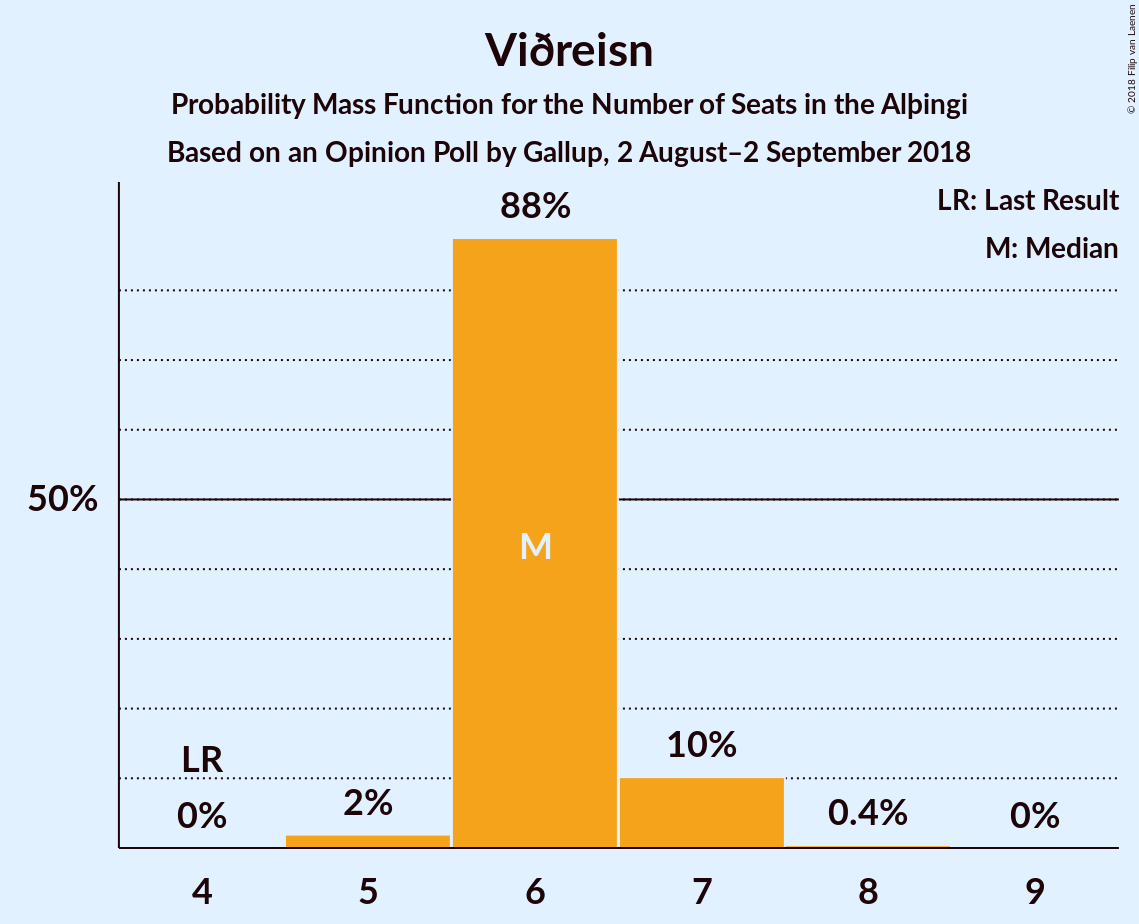 Viðreisn
Probability Mass Function for the Number of Seats in the Alþingi
Based on an Opinion Poll by Gallup, 2 August–2 September 2018
© 2018 Filip van Laenen
LR: Last Result
M: Median
88%
50%
M
LR
0%
2%
10%
0.4%
0%
4 5 6 7 8 9